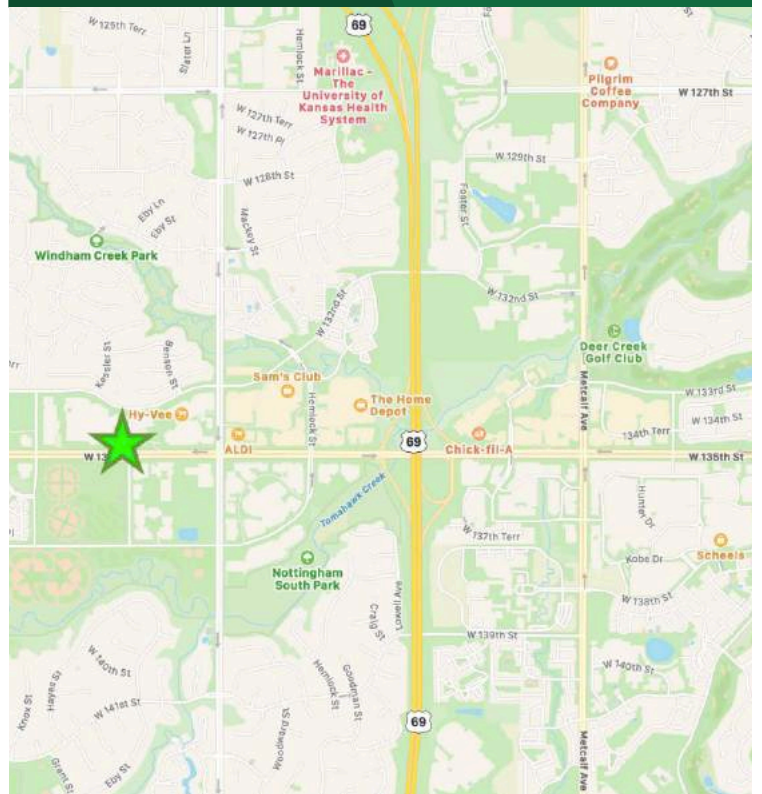 W 125th Terr
Slater Ln
Hemlock St.
69
Marillac –
The
University of
Kansas Health
System
Pilgrim
Coffee
Company
W 127th St
W 127th Terr
W 127th Pl
W 128th St
W 129th St
Foster St.
Eby Ln
Eby St
Mackey St
Windham Creek Park
W 132nd St
W 132nd St
Deer Creek
Golf Club
Kessler St
Benson St
Metcalf Ave
Sam's Club
The Home
Depot
W 133rd St
W 134th St
134th Terr
Hy-Vee
Hemlock St
ALDI
69
Chick-fil-A
W 13
W 135th St
Tomahawk Creek
Hunter Dr
W 137th Terr
Scheels
Kobe Dr
Nottingham
South Park
Lowell Ave
W 138th St
Craig St
W 139th St
W 140th St
W 140th St
Hayes St
Knox St
W 141st St
Hemlock St
Goodman St
Woodward St
69
Metcalf Ave
Grant St
Eby St